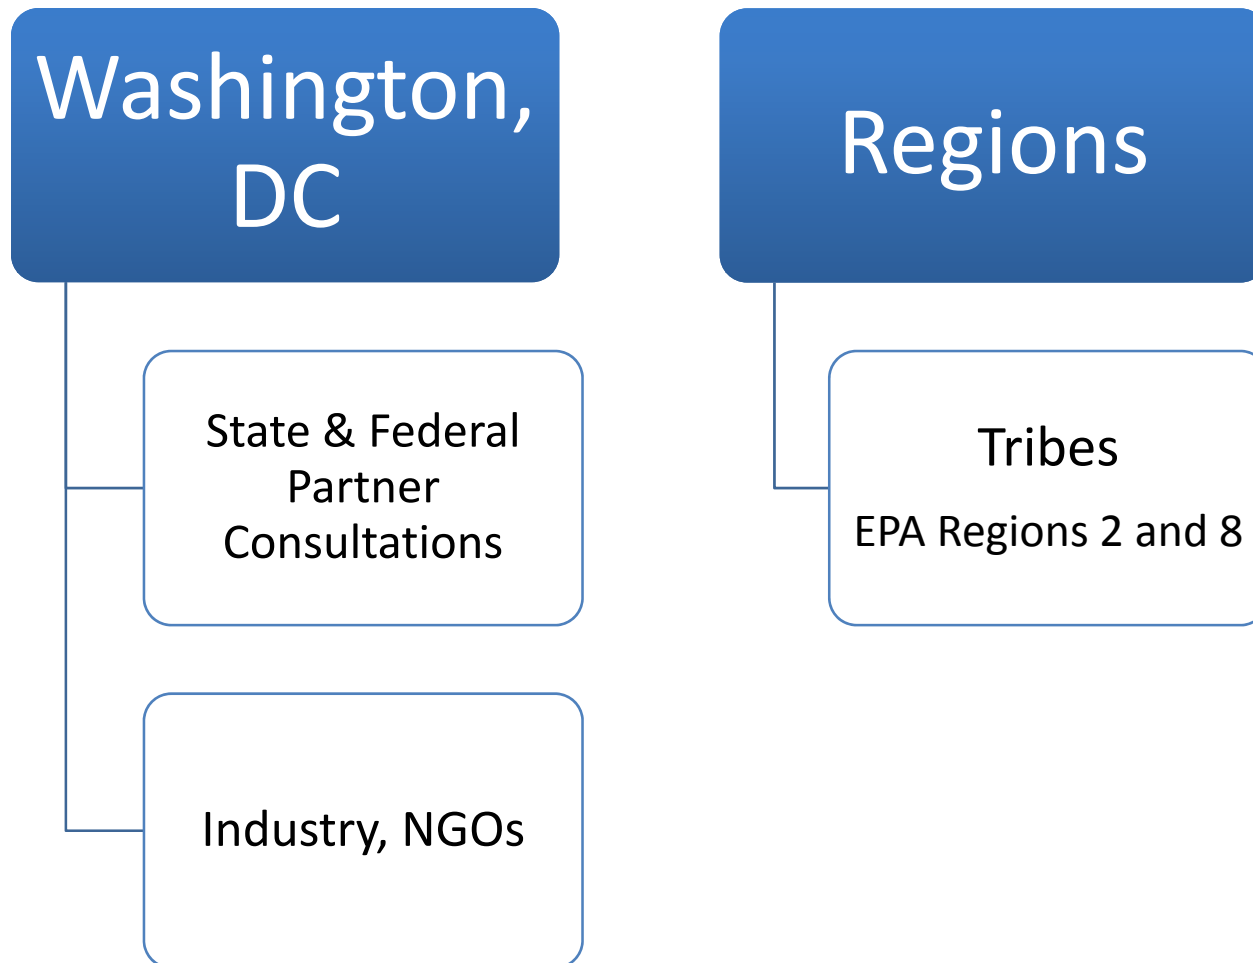 Washington,
DC
State & Federal
Partner
Consultations
Industry, NGOs
Regions
Tribes
EPA Regions 2 and 8